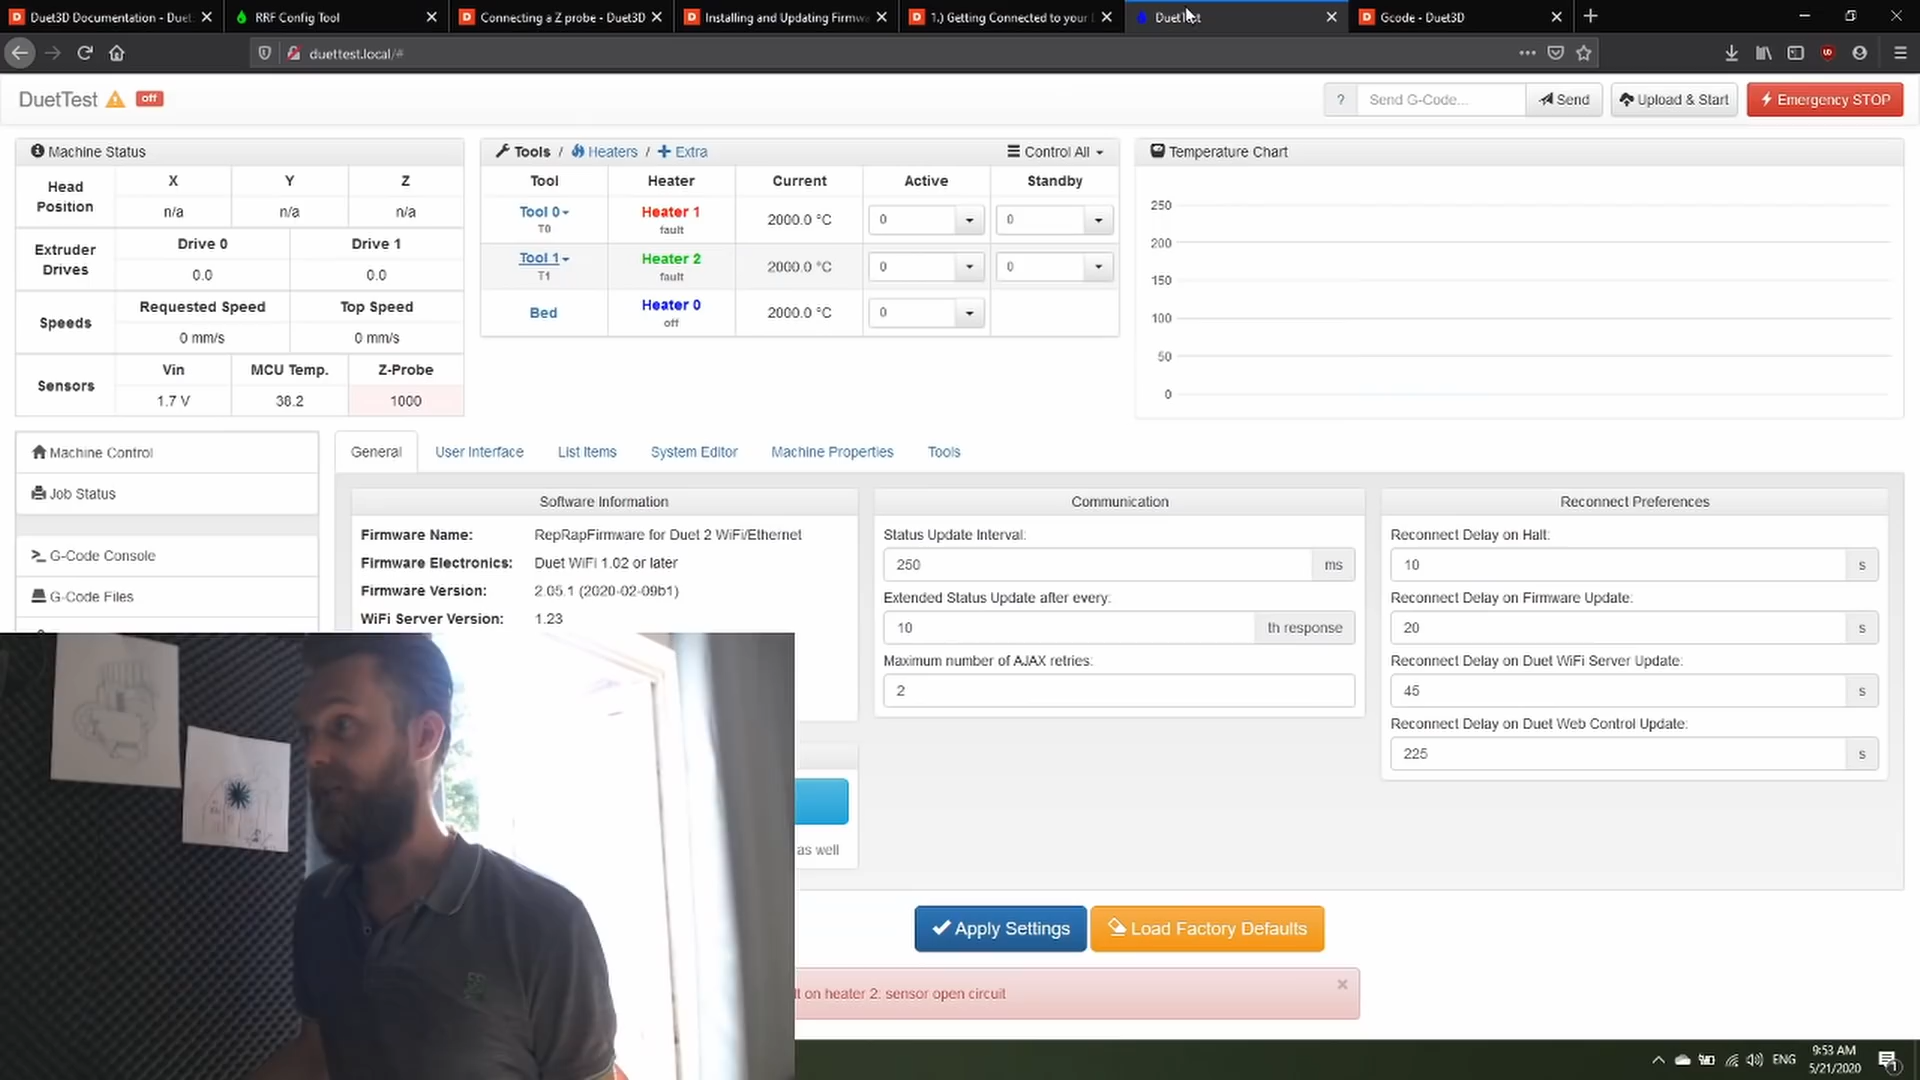 Duet3D Documentation - Duet
RRF Config Tool
Connecting a Z probe - Duet3D
Installing and Updating Firmw
1.) Getting Connected to your
Gcode - Duet3D
duettest.local/#
DuetTest off
? Send G-Code... Send Upload & Start Emergency STOP
Machine Status
Head Position X Y Z
n/a n/a n/a
Extruder Drives Drive 0 Drive 1
0.0 0.0
Speeds Requested Speed Top Speed
0 mm/s 0 mm/s
Sensors Vin MCU Temp. Z-Probe
1.7 V 38.2 1000
Tools / Heaters / Extra Control All
Tool Heater Current Active Standby
Tool 0 Heater 1 2000.0 °C 0 0
T0 fault
Tool 1 Heater 2 2000.0 °C 0 0
T1 fault
Bed Heater 0 2000.0 °C 0
off
Temperature Chart
250
200
150
100
50
0
Machine Control
Job Status
G-Code Console
G-Code Files
General User Interface List Items System Editor Machine Properties Tools
Software Information
Firmware Name: RepRapFirmware for Duet 2 WiFi/Ethernet
Firmware Electronics: Duet WiFi 1.02 or later
Firmware Version: 2.05.1 (2020-02-09b1)
WiFi Server Version: 1.23
as well
Communication
Status Update Interval:
250 ms
Extended Status Update after every:
10 th response
Maximum number of AJAX retries:
2
Reconnect Preferences
Reconnect Delay on Halt:
10 s
Reconnect Delay on Firmware Update:
20 s
Reconnect Delay on Duet WiFi Server Update:
45 s
Reconnect Delay on Duet Web Control Update:
225 s
Apply Settings Load Factory Defaults
on heater 2: sensor open circuit
ENG 9:53 AM
5/21/2020